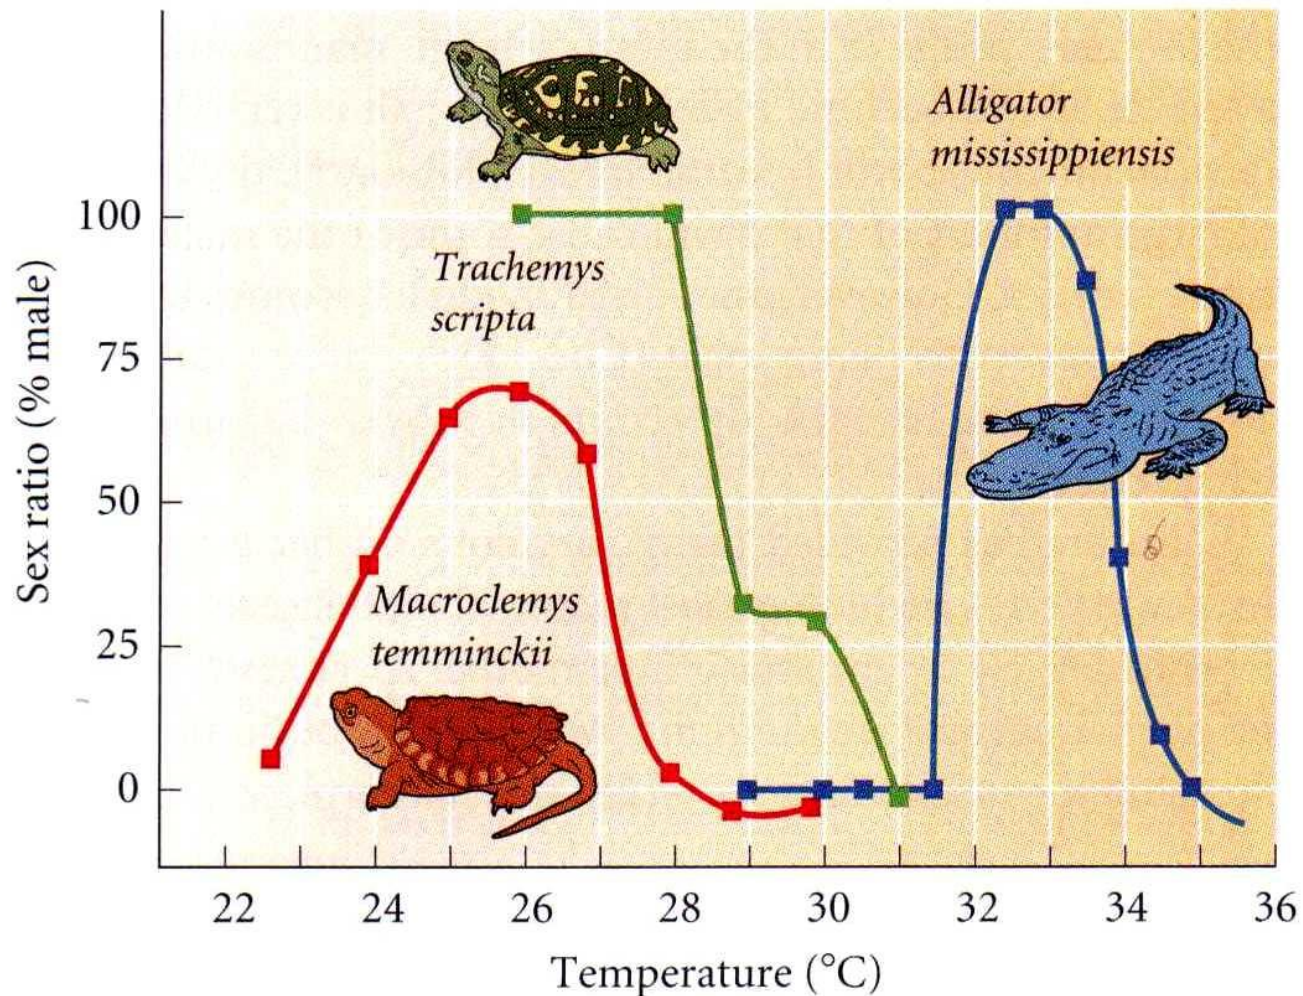 Alligator
mississippiensis
100
Trachemys
scripta
75
Sex ratio (% male)
50
Macroclemys
temminckii
25
0
22 24 26 28 30 32 34 36
Temperature (°C)